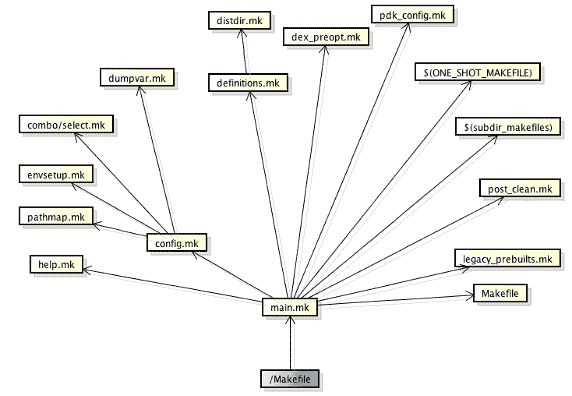 pdk_config.mk
distdir.mk
dex_preopt.mk
dumpvar.mk
definitions.mk
$(ONE_SHOT_MAKEFILE)
combo/select.mk
$(subdir_makefiles)
envsetup.mk
post_clean.mk
pathmap.mk
config.mk
help.mk
legacy_prebuilts.mk
Makefile
main.mk
/Makefile